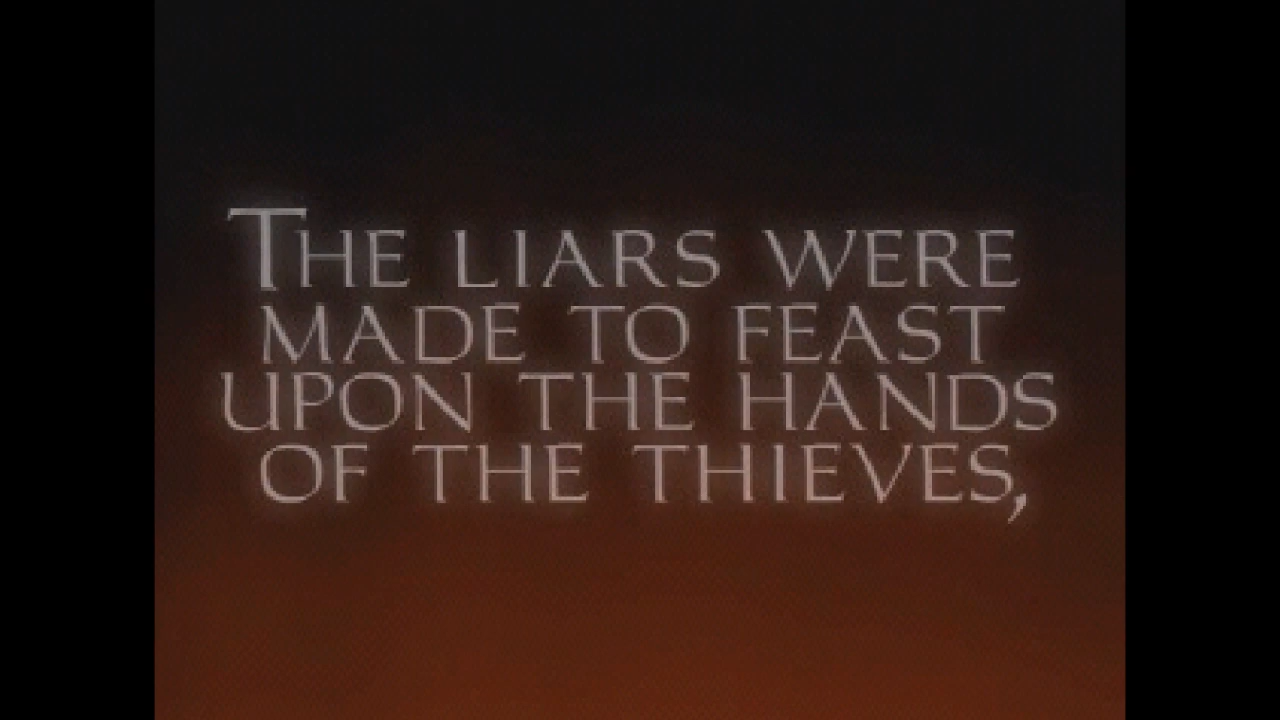 THE LIARS WERE
MADE TO FEAST
UPON THE HANDS
OF THE THIEVES,